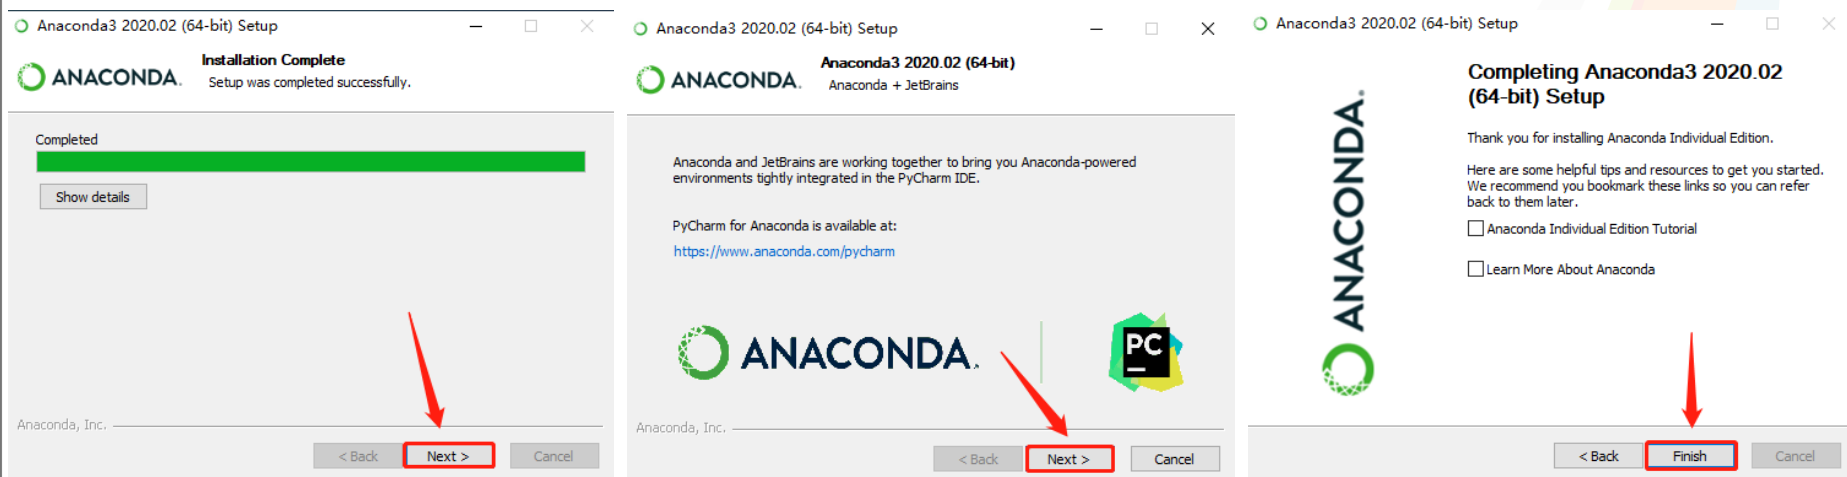 Anaconda3 2020.02 (64-bit) Setup
Installation Complete
ANACONDA.
Setup was completed successfully.
Completed
Show details
Anaconda, Inc.
< Back
Next >
Cancel
Anaconda3 2020.02 (64-bit) Setup
Anaconda3 2020.02 (64-bit)
ANACONDA.
Anaconda + JetBrains
Anaconda and JetBrains are working together to bring you Anaconda-powered
environments tightly integrated in the PyCharm IDE.
PyCharm for Anaconda is available at:
https://www.anaconda.com/pycharm
ANACONDA.
PC
Anaconda, Inc.
< Back
Next >
Cancel
Anaconda3 2020.02 (64-bit) Setup
ANACONDA.
Completing Anaconda3 2020.02
(64-bit) Setup
Thank you for installing Anaconda Individual Edition.
Here are some helpful tips and resources to get you started.
We recommend you bookmark these links so you can refer
back to them later.
Anaconda Individual Edition Tutorial
Learn More About Anaconda
< Back
Finish
Cancel